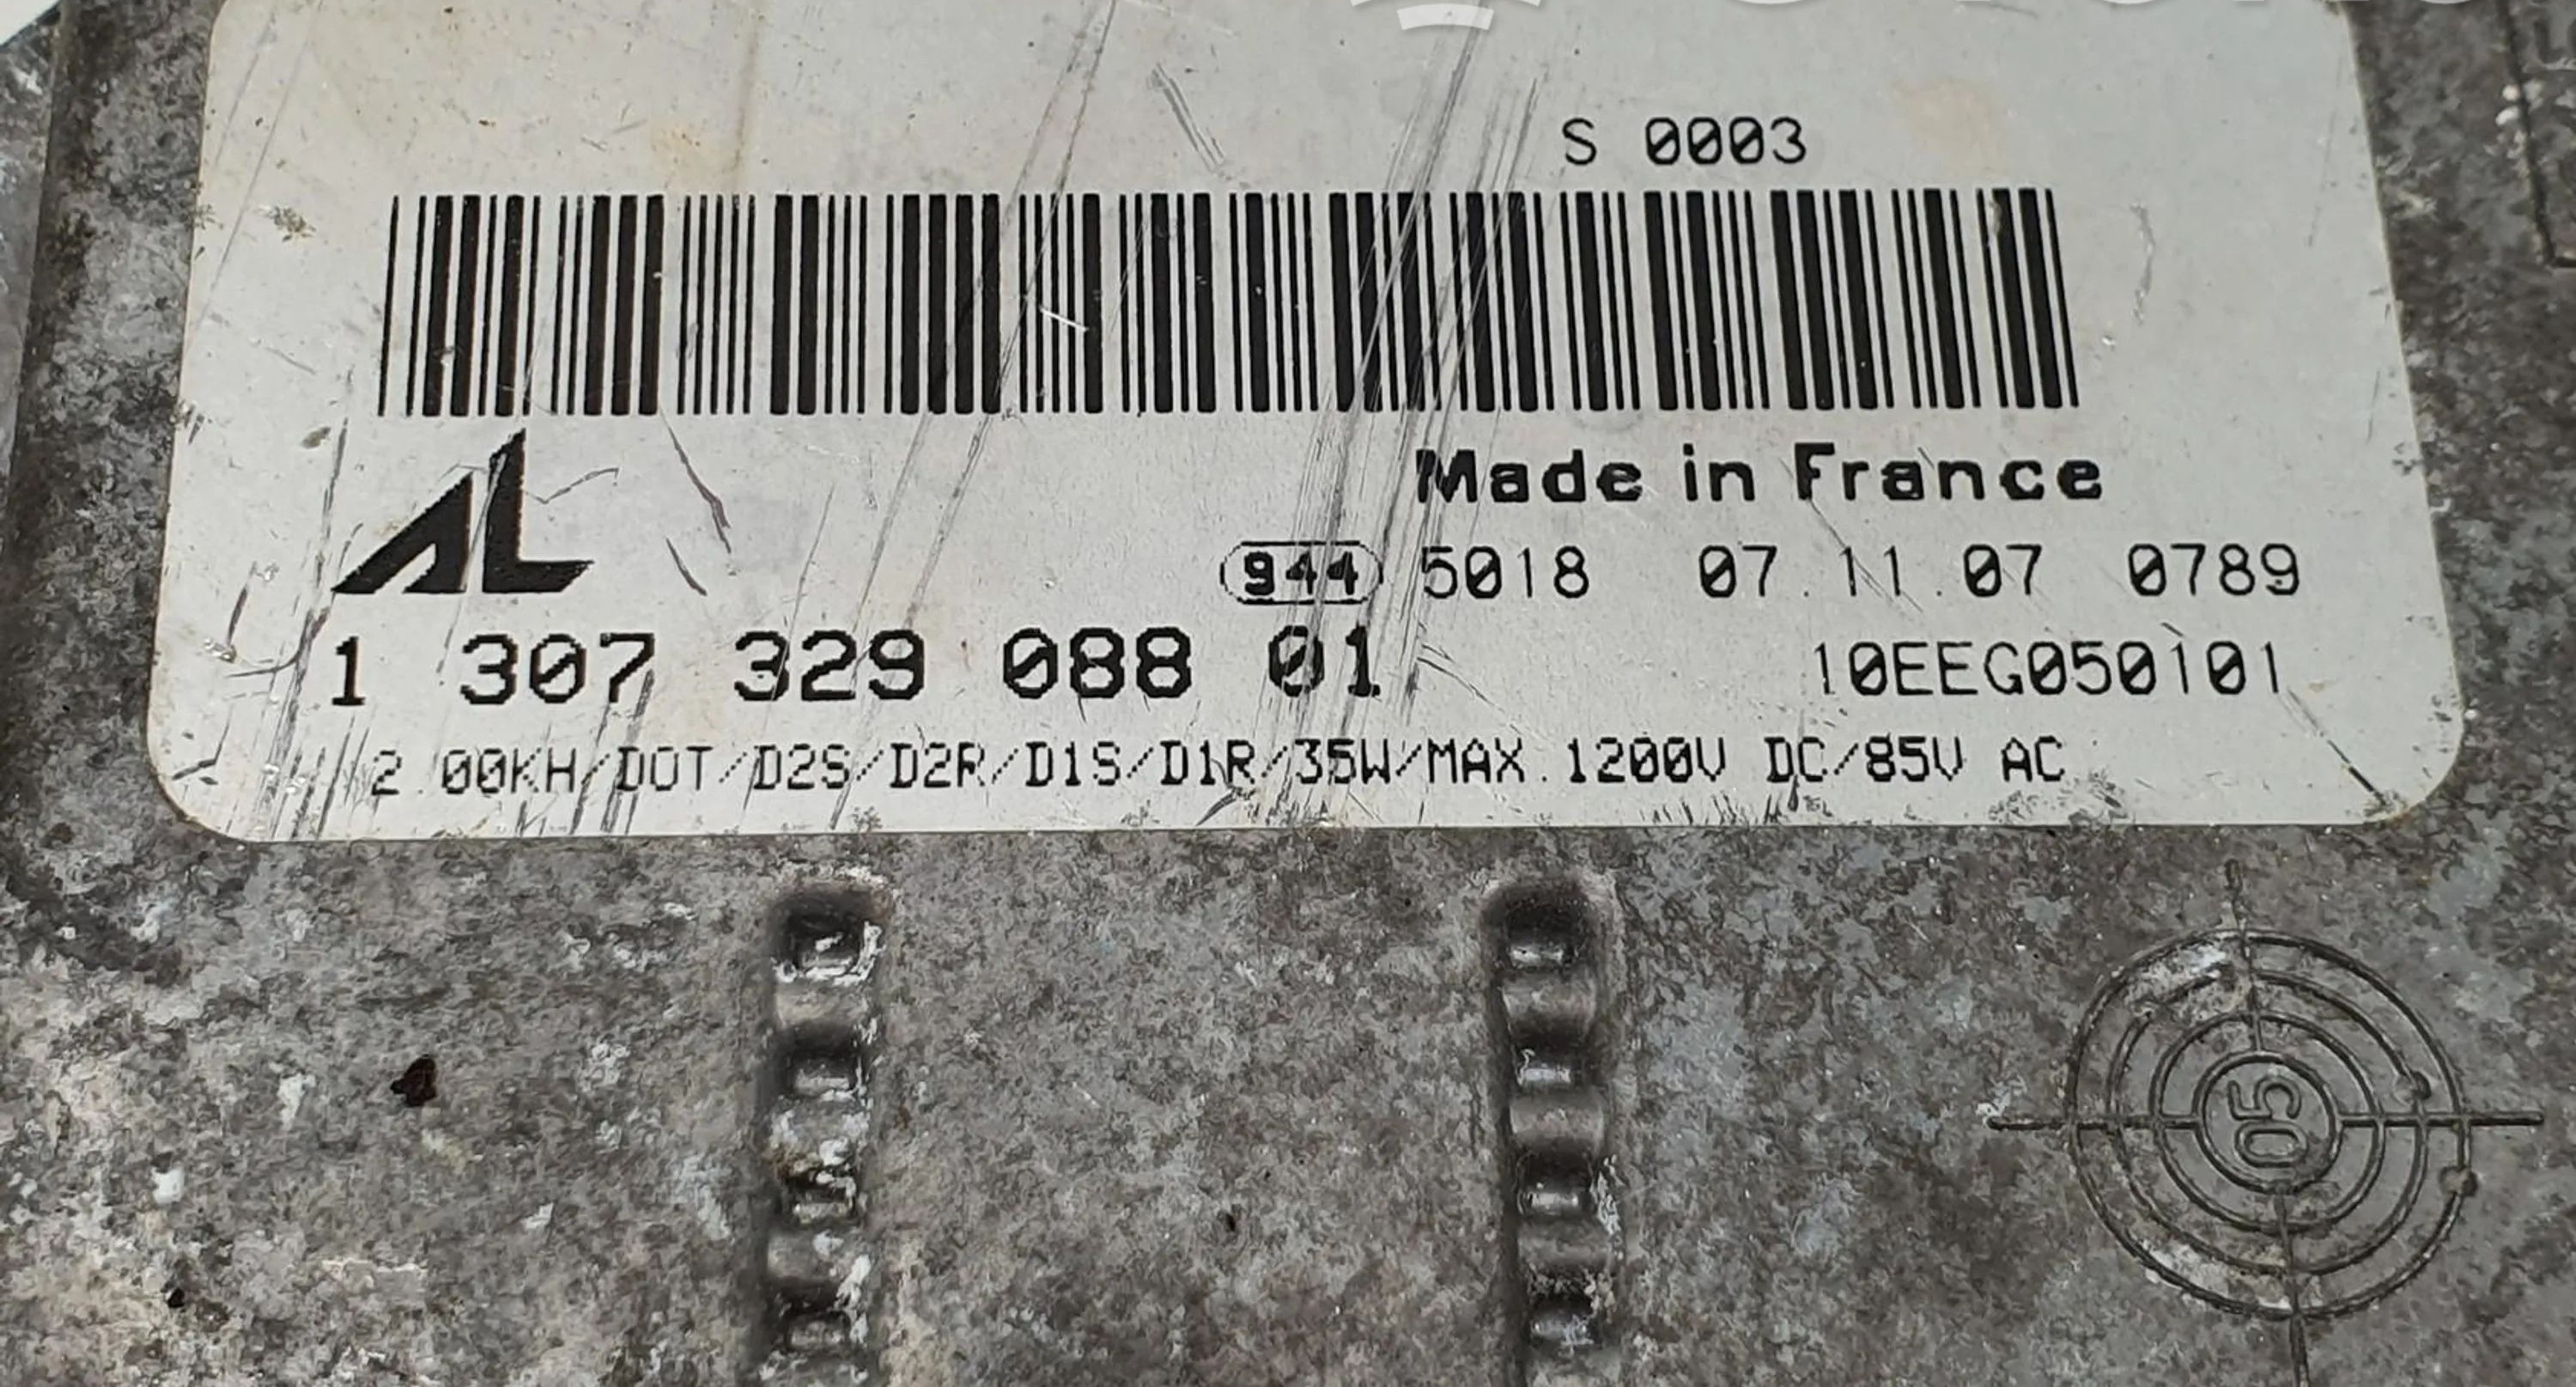 S 0003
Made in France
AL
944 5018 07.11.07 0789
1 307 329 088 01 10EEG050101
2.00KH/DOT/D2S/D2R/D1S/D1R/35W/MAX.1200V DC/85V AC
05